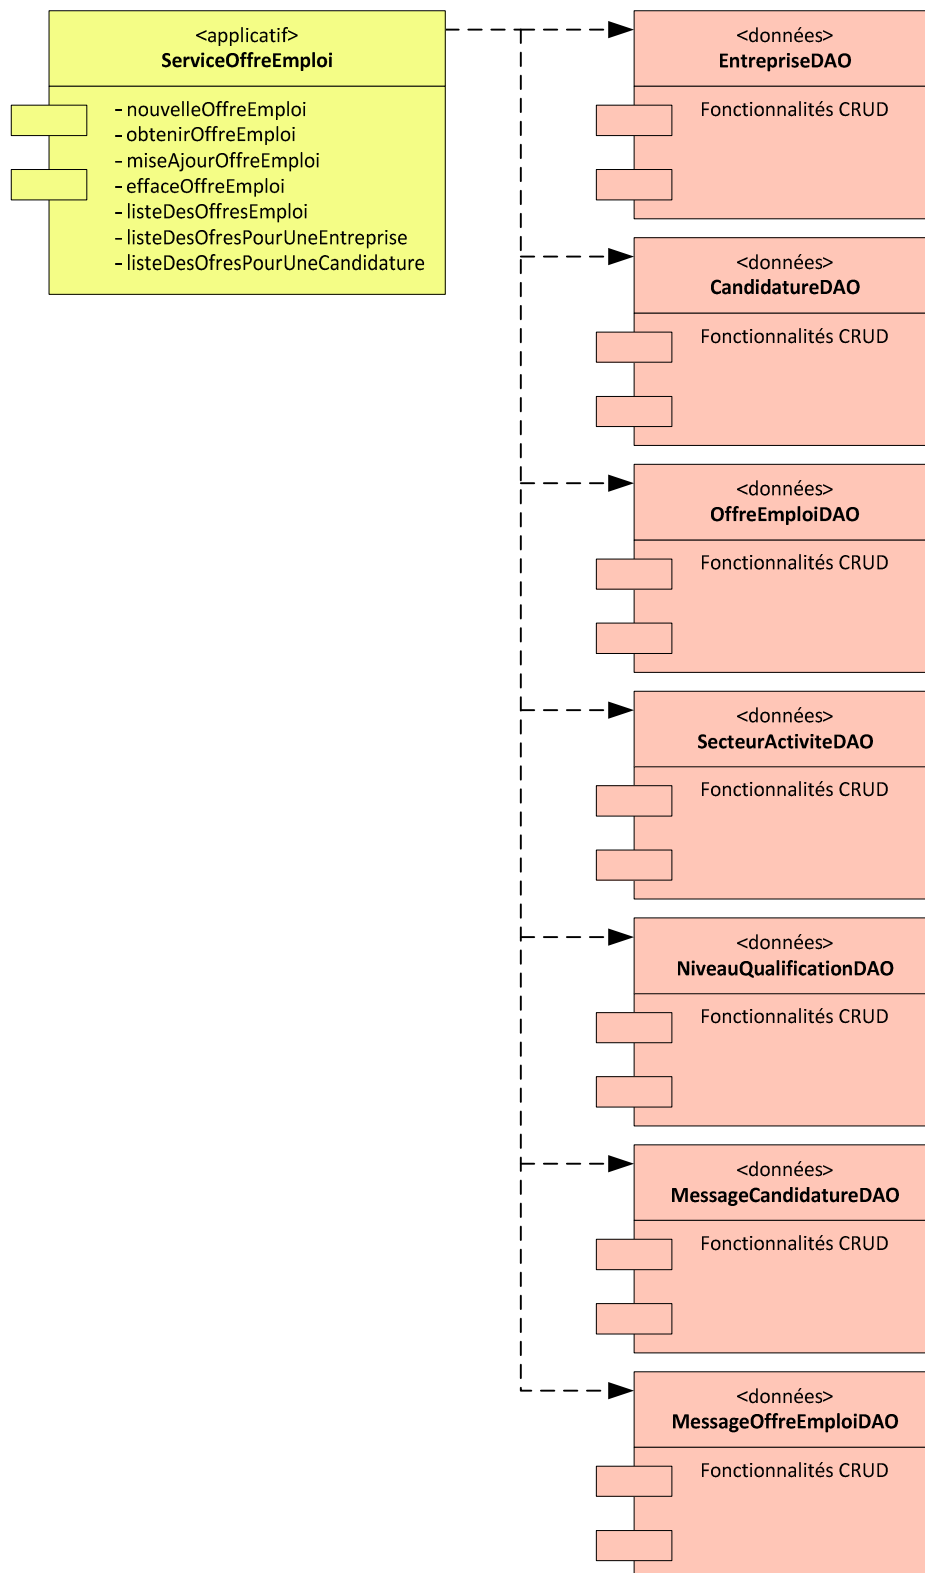 <applicatif>
ServiceOffreEmploi
- nouvelleOffreEmploi
- obtenirOffreEmploi
- miseAjourOffreEmploi
- effaceOffreEmploi
- listeDesOffresEmploi
- listeDesOfresPourUneEntreprise
- listeDesOfresPourUneCandidature
<données>
EntrepriseDAO
Fonctionnalités CRUD
<données>
CandidatureDAO
Fonctionnalités CRUD
<données>
OffreEmploiDAO
Fonctionnalités CRUD
<données>
SecteurActiviteDAO
Fonctionnalités CRUD
<données>
NiveauQualificationDAO
Fonctionnalités CRUD
<données>
MessageCandidatureDAO
Fonctionnalités CRUD
<données>
MessageOffreEmploiDAO
Fonctionnalités CRUD